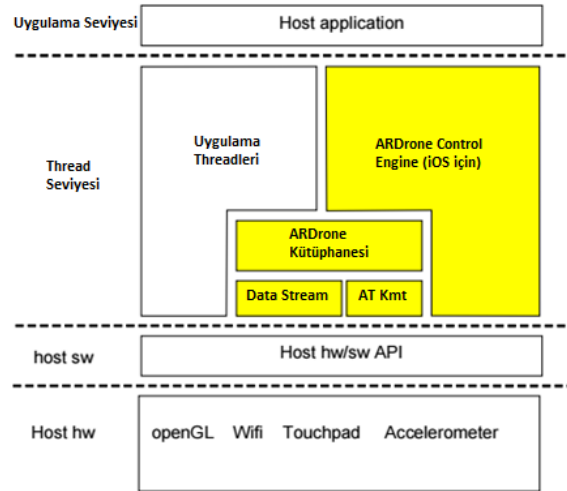 Uygulama Seviyesi
Host application
Thread
Seviyesi
Uygulama
Threadleri
ARDrone Control
Engine (iOS için)
ARDrone
Kütüphanesi
Data Stream
AT Kmt
host sw
Host hw/sw API
Host hw
openGL Wifi Touchpad Accelerometer